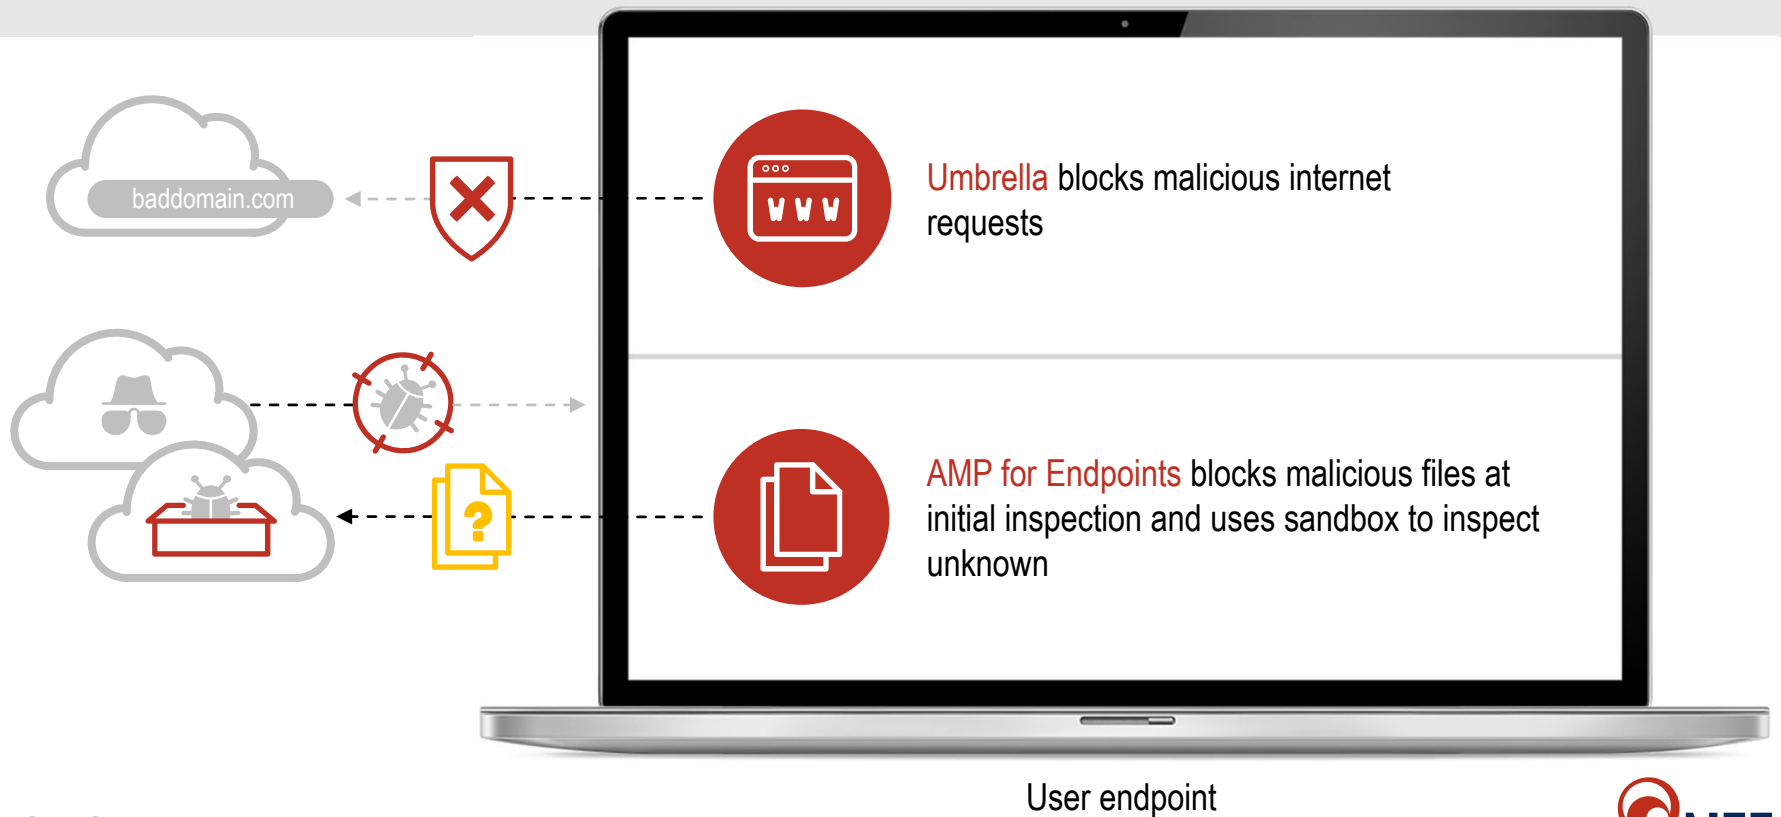 baddomain.com
WWW
Umbrella blocks malicious internet
requests
?
AMP for Endpoints blocks malicious files at
initial inspection and uses sandbox to inspect
unknown
User endpoint